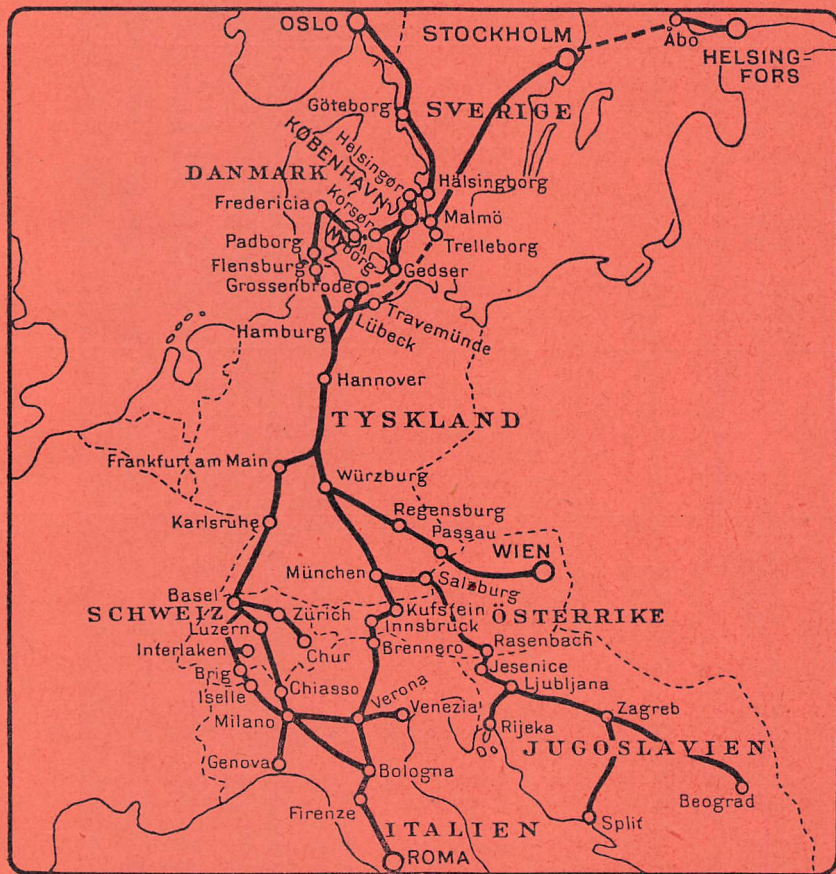 OSLO
STOCKHOLM
Åbo
HELSING=
FORS
Göteborg
SVERIGE
Helsingør
KØBENHAVN
DANMARK
Hälsingborg
Fredericia
Korsør
Malmö
Nyborg
Trelleborg
Padborg
Flensburg
Gedser
Grossenbrode
Travemünde
Hamburg
Lübeck
Hannover
TYSKLAND
Frankfurt am Main
Würzburg
Regensburg
Karlsruhe
Passau
WIEN
München
Salzburg
Basel
SCHWEIZ
Zürich
Kufstein
ÖSTERRIKE
Luzern
Innsbruck
Interlaken
Chur
Brennero
Rasenbach
Brig
Jesenice
Iselle
Chiasso
Verona
Ljubljana
Milano
Venezia
Zagreb
Rijeka
JUGOSLAVIEN
Genova
Bologna
Beograd
Firenze
ITALIEN
Split
ROMA